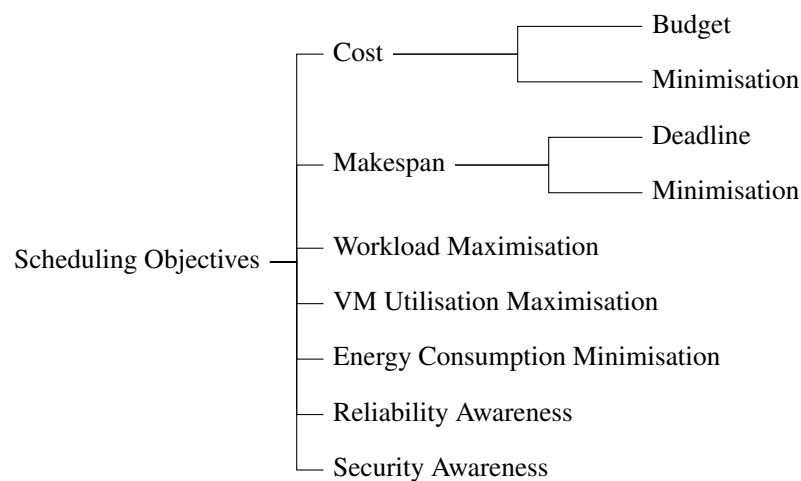 Budget
Cost
Minimisation
Deadline
Makespan
Minimisation
Workload Maximisation
Scheduling Objectives
VM Utilisation Maximisation
Energy Consumption Minimisation
Reliability Awareness
Security Awareness